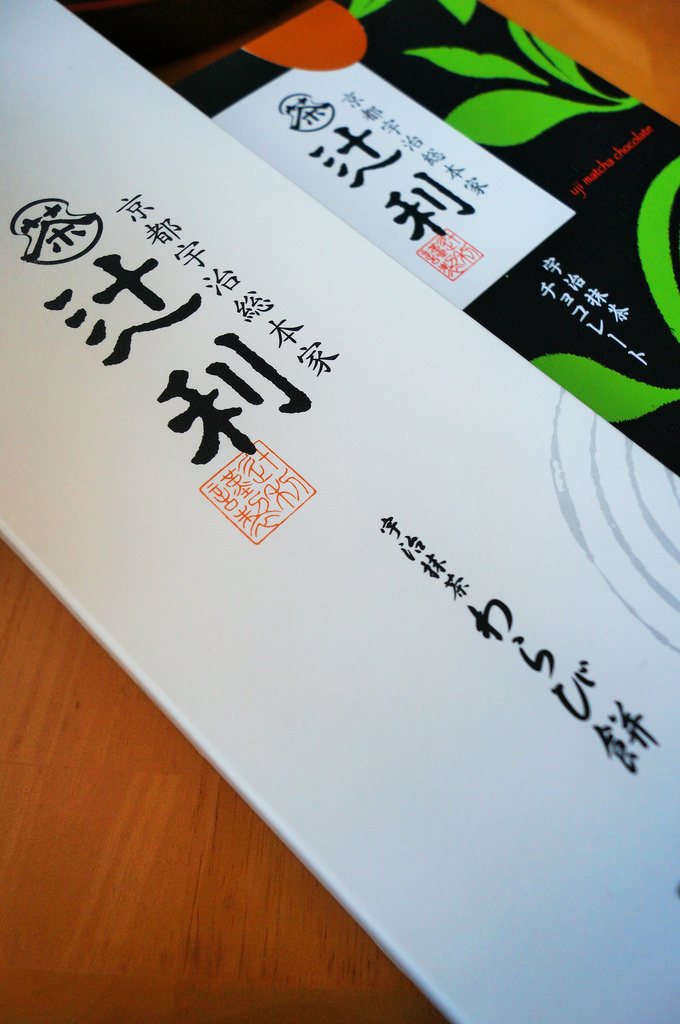 茶
京都宇治総本家
辻利
宇治抹茶
わらび餅
茶
京都宇治総本家
辻利
uji matcha chocolate
宇治抹茶
チョコレート